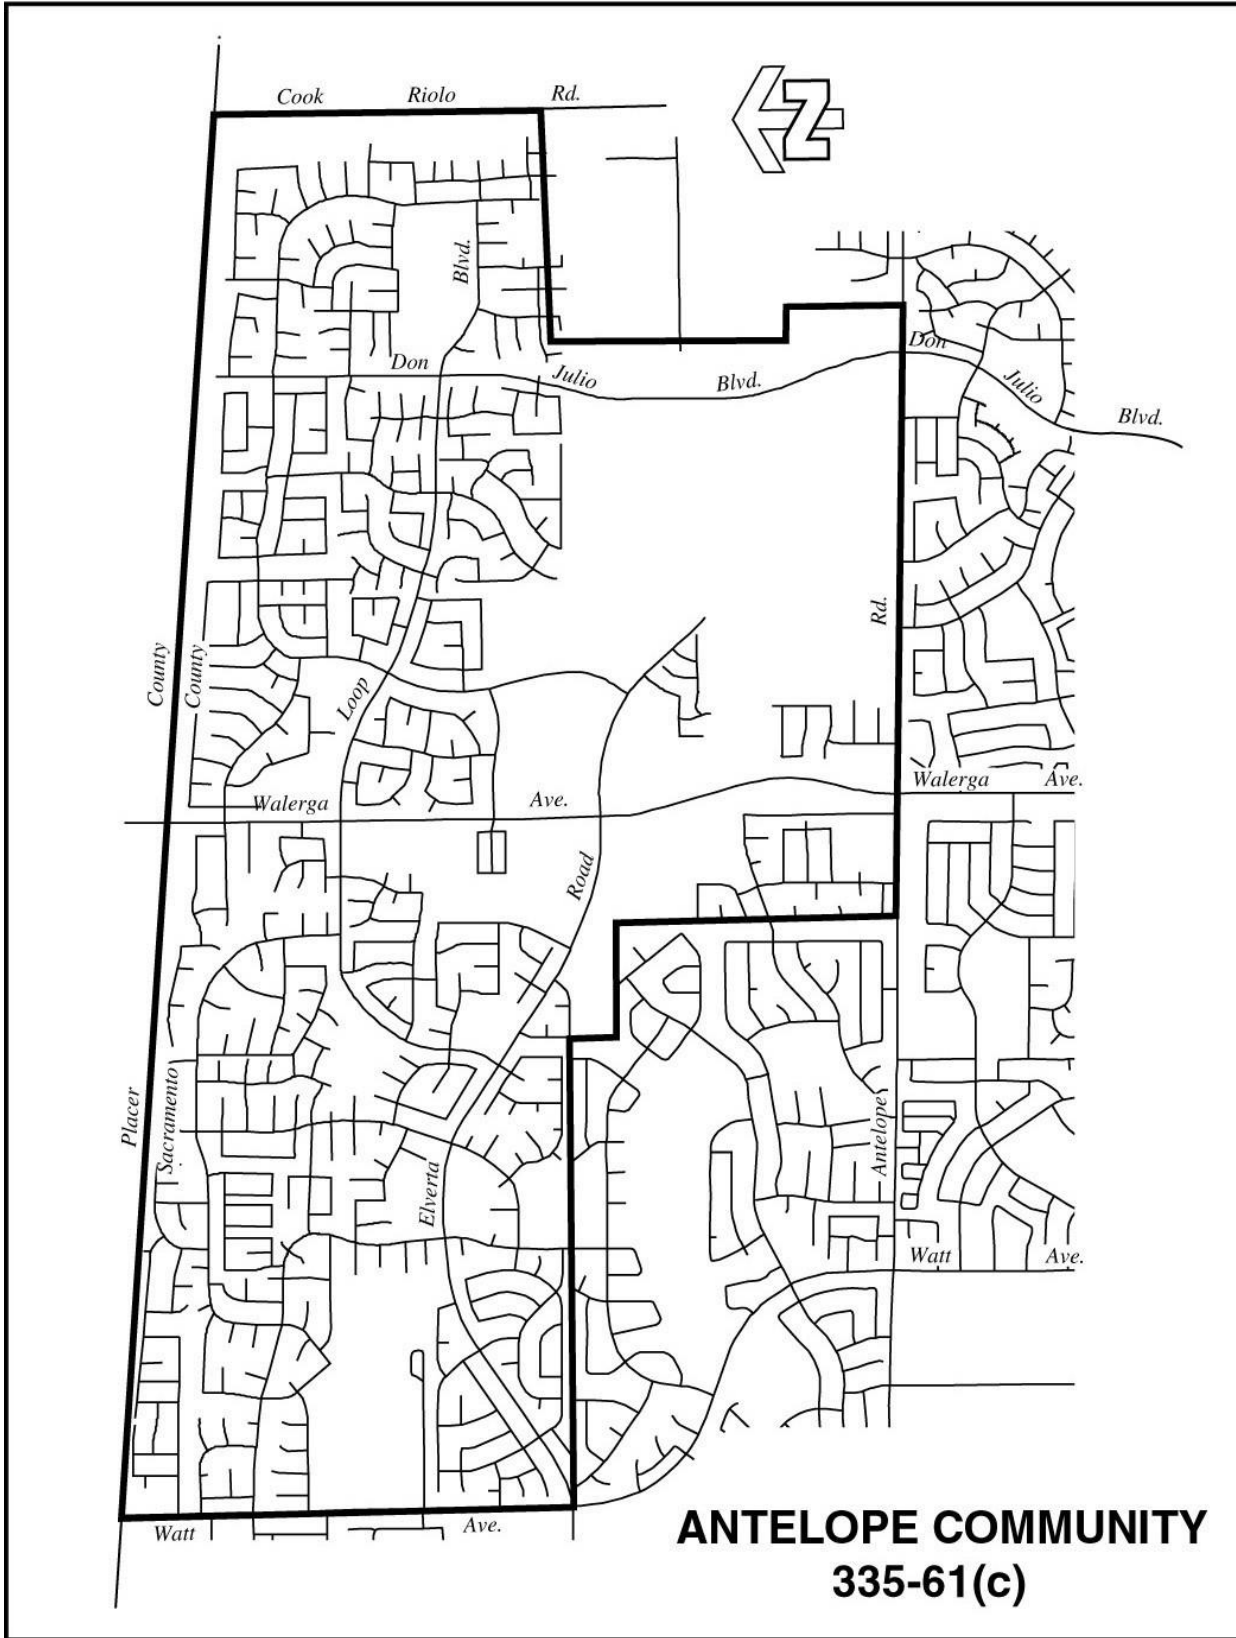 Cook Riolo Rd.
N
Blvd.
Don Julio Blvd.
Don Julio Blvd.
Rd.
County
County
Loop
Walerga Ave.
Walerga Ave.
Road
Placer
Sacramento
Elverta
Antelope
Watt Ave.
Watt Ave.
ANTELOPE COMMUNITY
335-61(c)